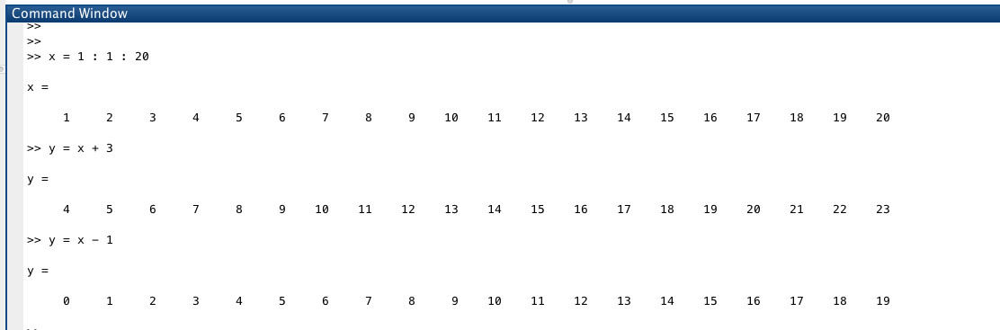 Command Window
>>
>>
>> x = 1 : 1 : 20
x =
1 2 3 4 5 6 7 8 9 10 11 12 13 14 15 16 17 18 19 20
>> y = x + 3
y =
4 5 6 7 8 9 10 11 12 13 14 15 16 17 18 19 20 21 22 23
>> y = x − 1
y =
0 1 2 3 4 5 6 7 8 9 10 11 12 13 14 15 16 17 18 19